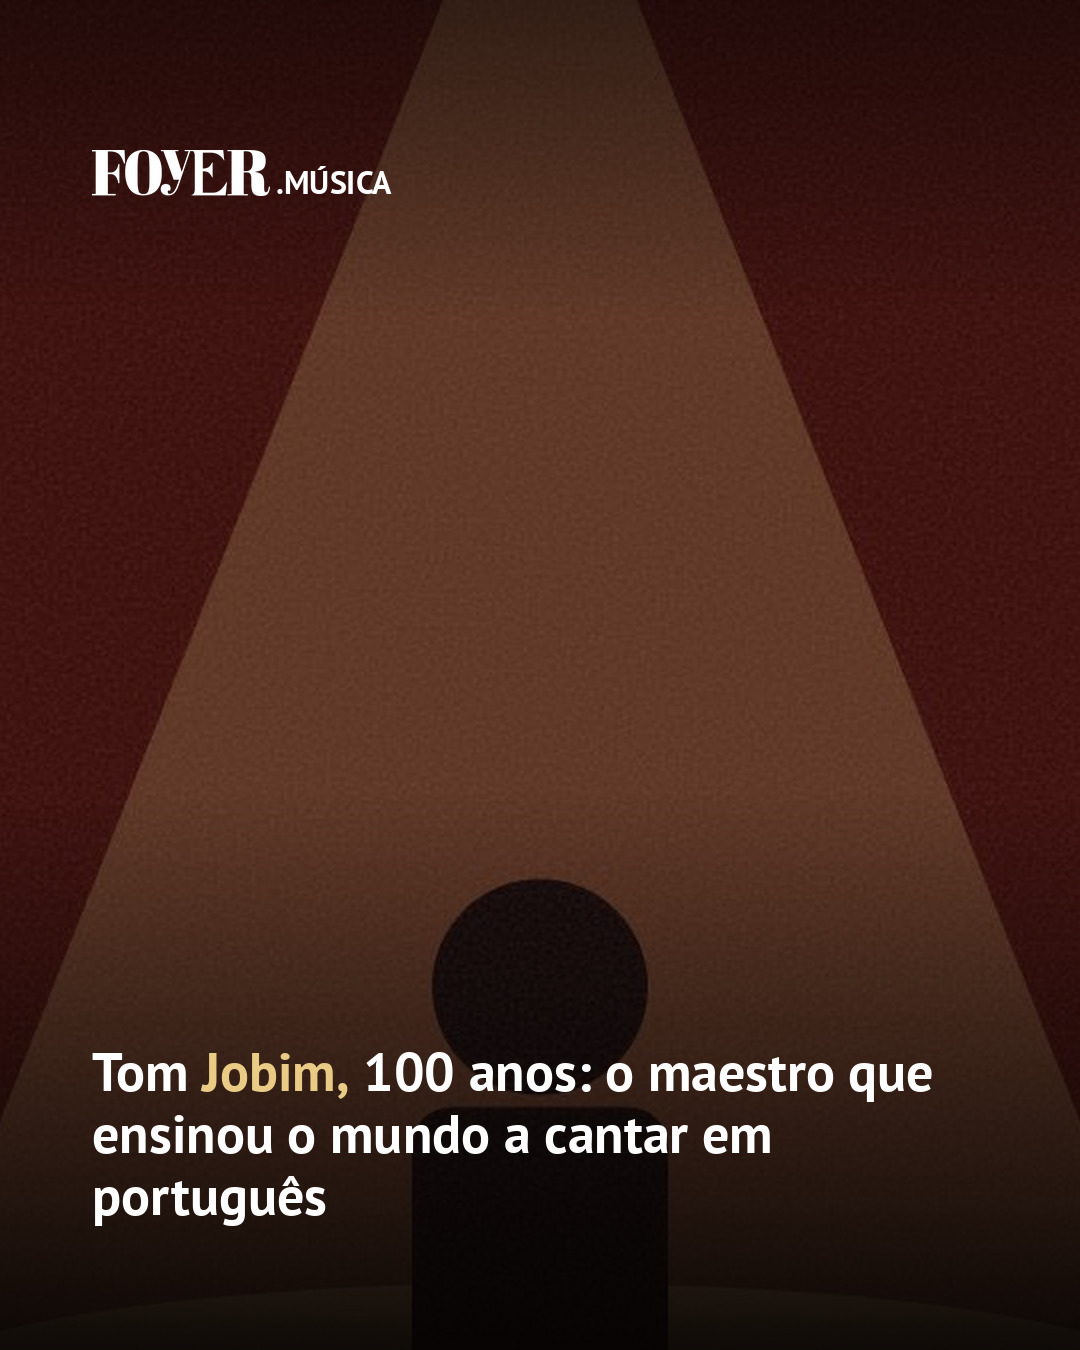 FOYER .MÚSICA
Tom Jobim, 100 anos: o maestro que
ensinou o mundo a cantar em
português